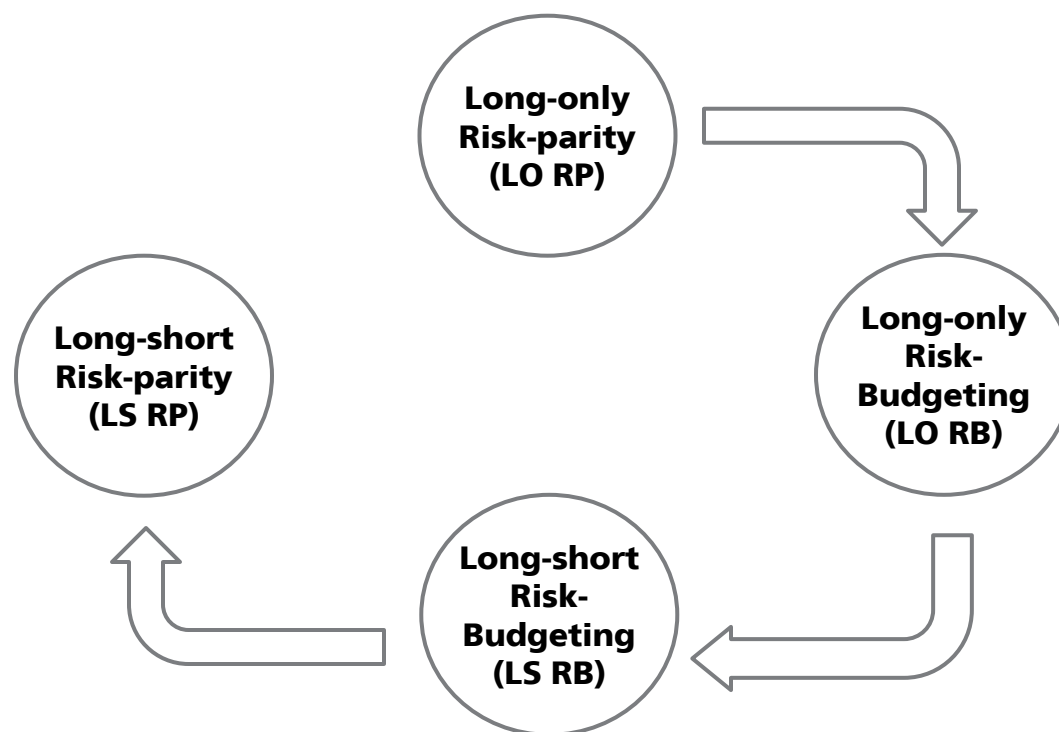 Long-only
Risk-parity
(LO RP)
Long-only
Risk-
Budgeting
(LO RB)
Long-short
Risk-
Budgeting
(LS RB)
Long-short
Risk-parity
(LS RP)